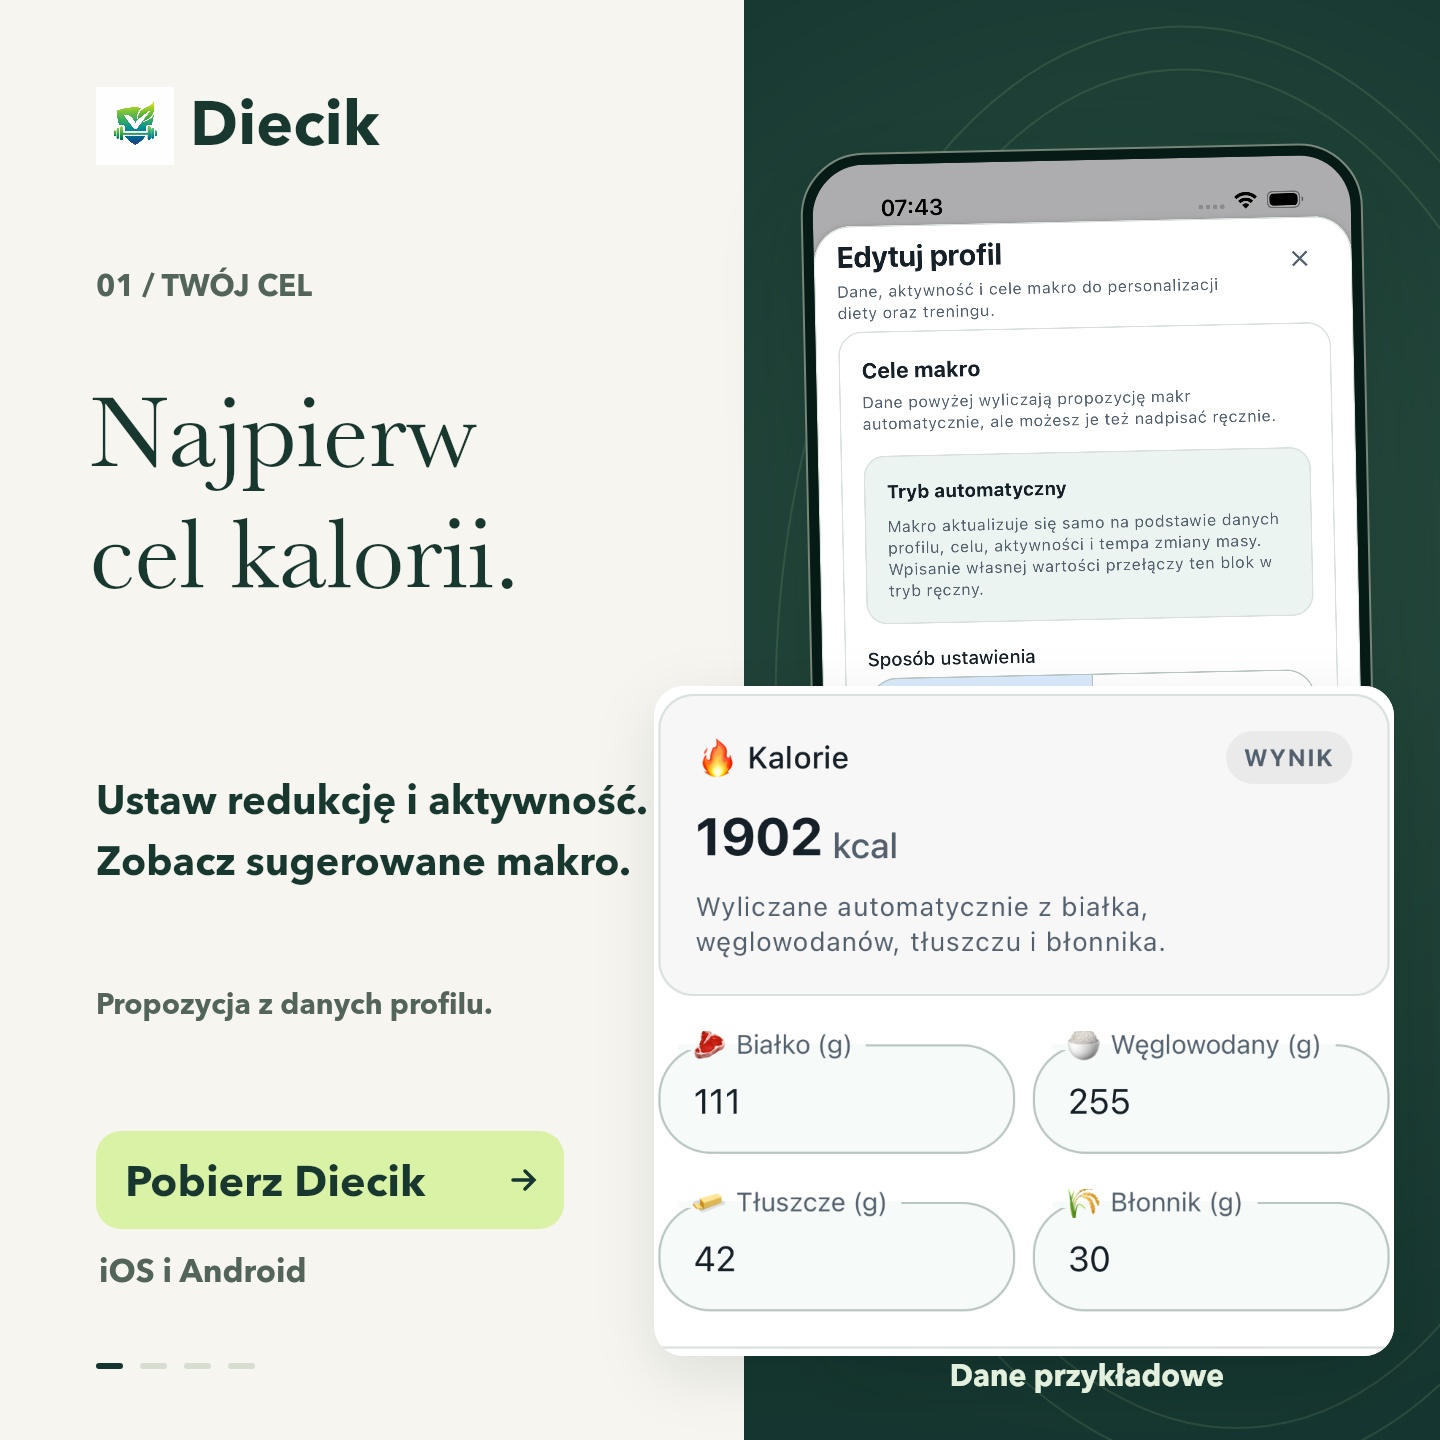 Diecik
01 / TWÓJ CEL
Najpierw
cel kalorii.
Ustaw redukcję i aktywność.
Zobacz sugerowane makro.
Propozycja z danych profilu.
Pobierz Diecik →
iOS i Android
07:43
Edytuj profil
Dane, aktywność i cele makro do personalizacji
diety oraz treningu.
Cele makro
Dane powyżej wyliczają propozycję makr
automatycznie, ale możesz je też nadpisać ręcznie.
Tryb automatyczny
Makro aktualizuje się samo na podstawie danych
profilu, celu, aktywności i tempa zmiany masy.
Wpisanie własnej wartości przełączy ten blok w
tryb ręczny.
Sposób ustawienia
Kalorie
WYNIK
1902 kcal
Wyliczane automatycznie z białka,
węglowodanów, tłuszczu i błonnika.
Białko (g)
111
Węglowodany (g)
255
Tłuszcze (g)
42
Błonnik (g)
30
Dane przykładowe